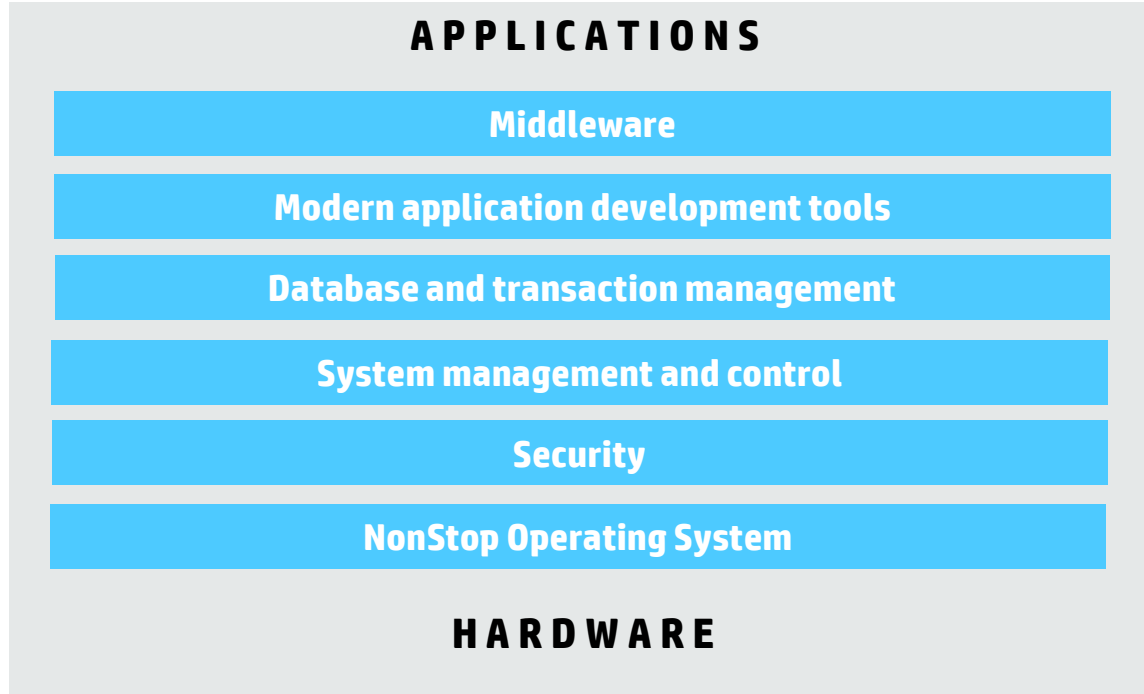 APPLICATIONS
Middleware
Modern application development tools
Database and transaction management
System management and control
Security
NonStop Operating System
HARDWARE